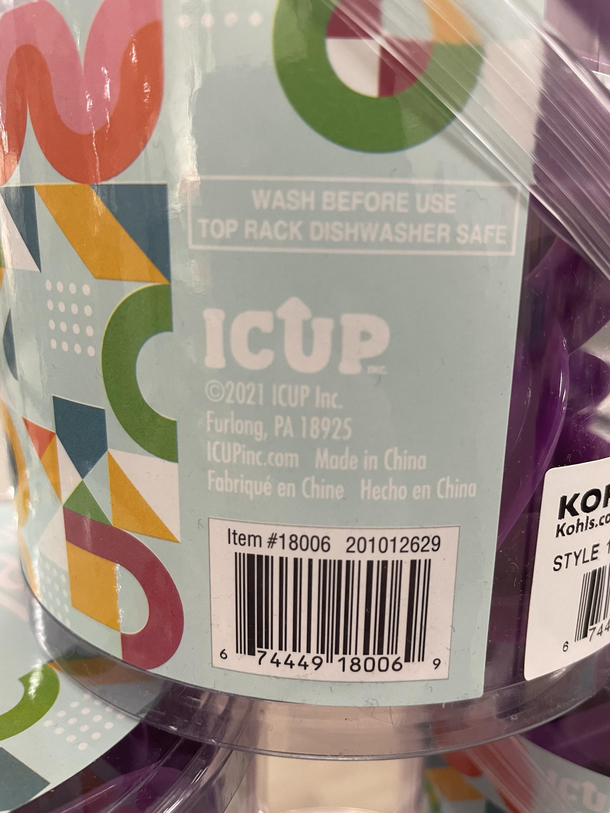 WASH BEFORE USE
TOP RACK DISHWASHER SAFE
ICUP
INC.
©2021 ICUP Inc.
Furlong, PA 18925
ICUPinc.com Made in China
Fabriqué en Chine Hecho en China
Item #18006 201012629
6 74449 18006 9
KOH
Kohls.co
STYLE 1
6 744
ICUP